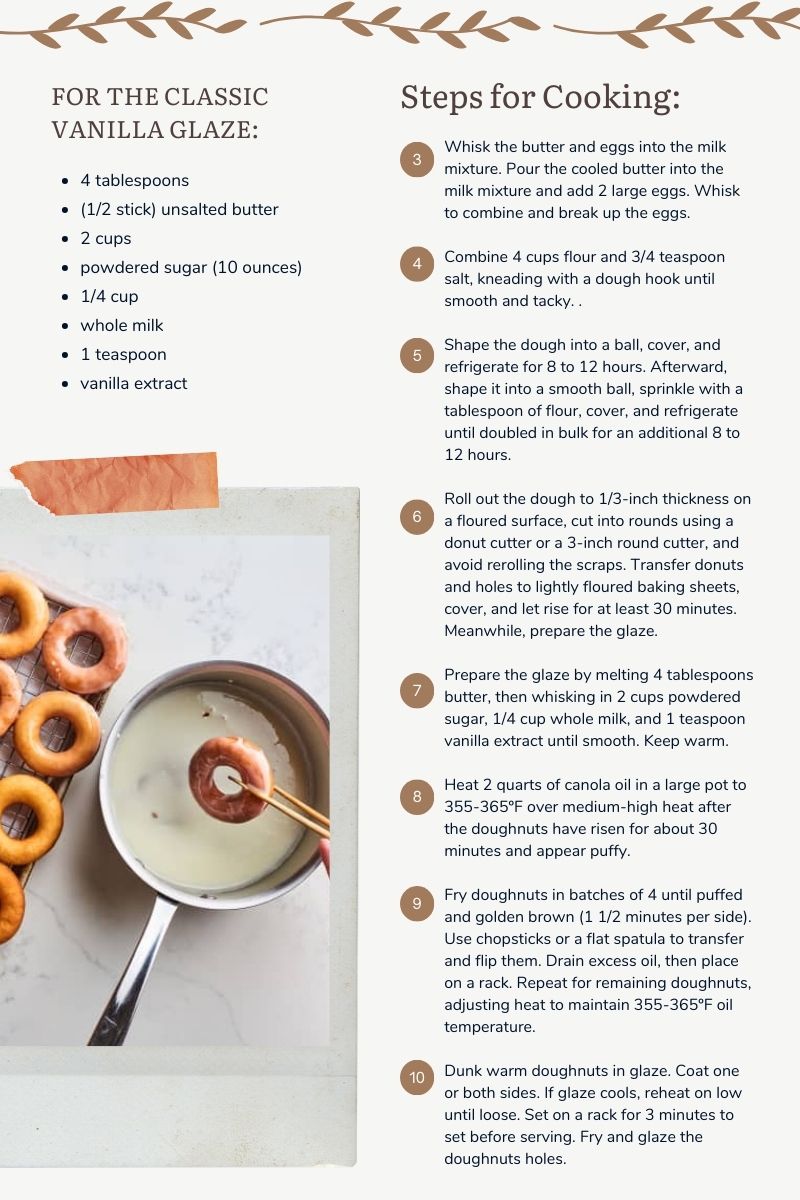 FOR THE CLASSIC
VANILLA GLAZE:
4 tablespoons
(1/2 stick) unsalted butter
2 cups
powdered sugar (10 ounces)
1/4 cup
whole milk
1 teaspoon
vanilla extract
Steps for Cooking:
3
Whisk the butter and eggs into the milk
mixture. Pour the cooled butter into the
milk mixture and add 2 large eggs. Whisk
to combine and break up the eggs.
4
Combine 4 cups flour and 3/4 teaspoon
salt, kneading with a dough hook until
smooth and tacky. .
5
Shape the dough into a ball, cover, and
refrigerate for 8 to 12 hours. Afterward,
shape it into a smooth ball, sprinkle with a
tablespoon of flour, cover, and refrigerate
until doubled in bulk for an additional 8 to
12 hours.
6
Roll out the dough to 1/3-inch thickness on
a floured surface, cut into rounds using a
donut cutter or a 3-inch round cutter, and
avoid rerolling the scraps. Transfer donuts
and holes to lightly floured baking sheets,
cover, and let rise for at least 30 minutes.
Meanwhile, prepare the glaze.
7
Prepare the glaze by melting 4 tablespoons
butter, then whisking in 2 cups powdered
sugar, 1/4 cup whole milk, and 1 teaspoon
vanilla extract until smooth. Keep warm.
8
Heat 2 quarts of canola oil in a large pot to
355-365ºF over medium-high heat after
the doughnuts have risen for about 30
minutes and appear puffy.
9
Fry doughnuts in batches of 4 until puffed
and golden brown (1 1/2 minutes per side).
Use chopsticks or a flat spatula to transfer
and flip them. Drain excess oil, then place
on a rack. Repeat for remaining doughnuts,
adjusting heat to maintain 355-365ºF oil
temperature.
10
Dunk warm doughnuts in glaze. Coat one
or both sides. If glaze cools, reheat on low
until loose. Set on a rack for 3 minutes to
set before serving. Fry and glaze the
doughnuts holes.